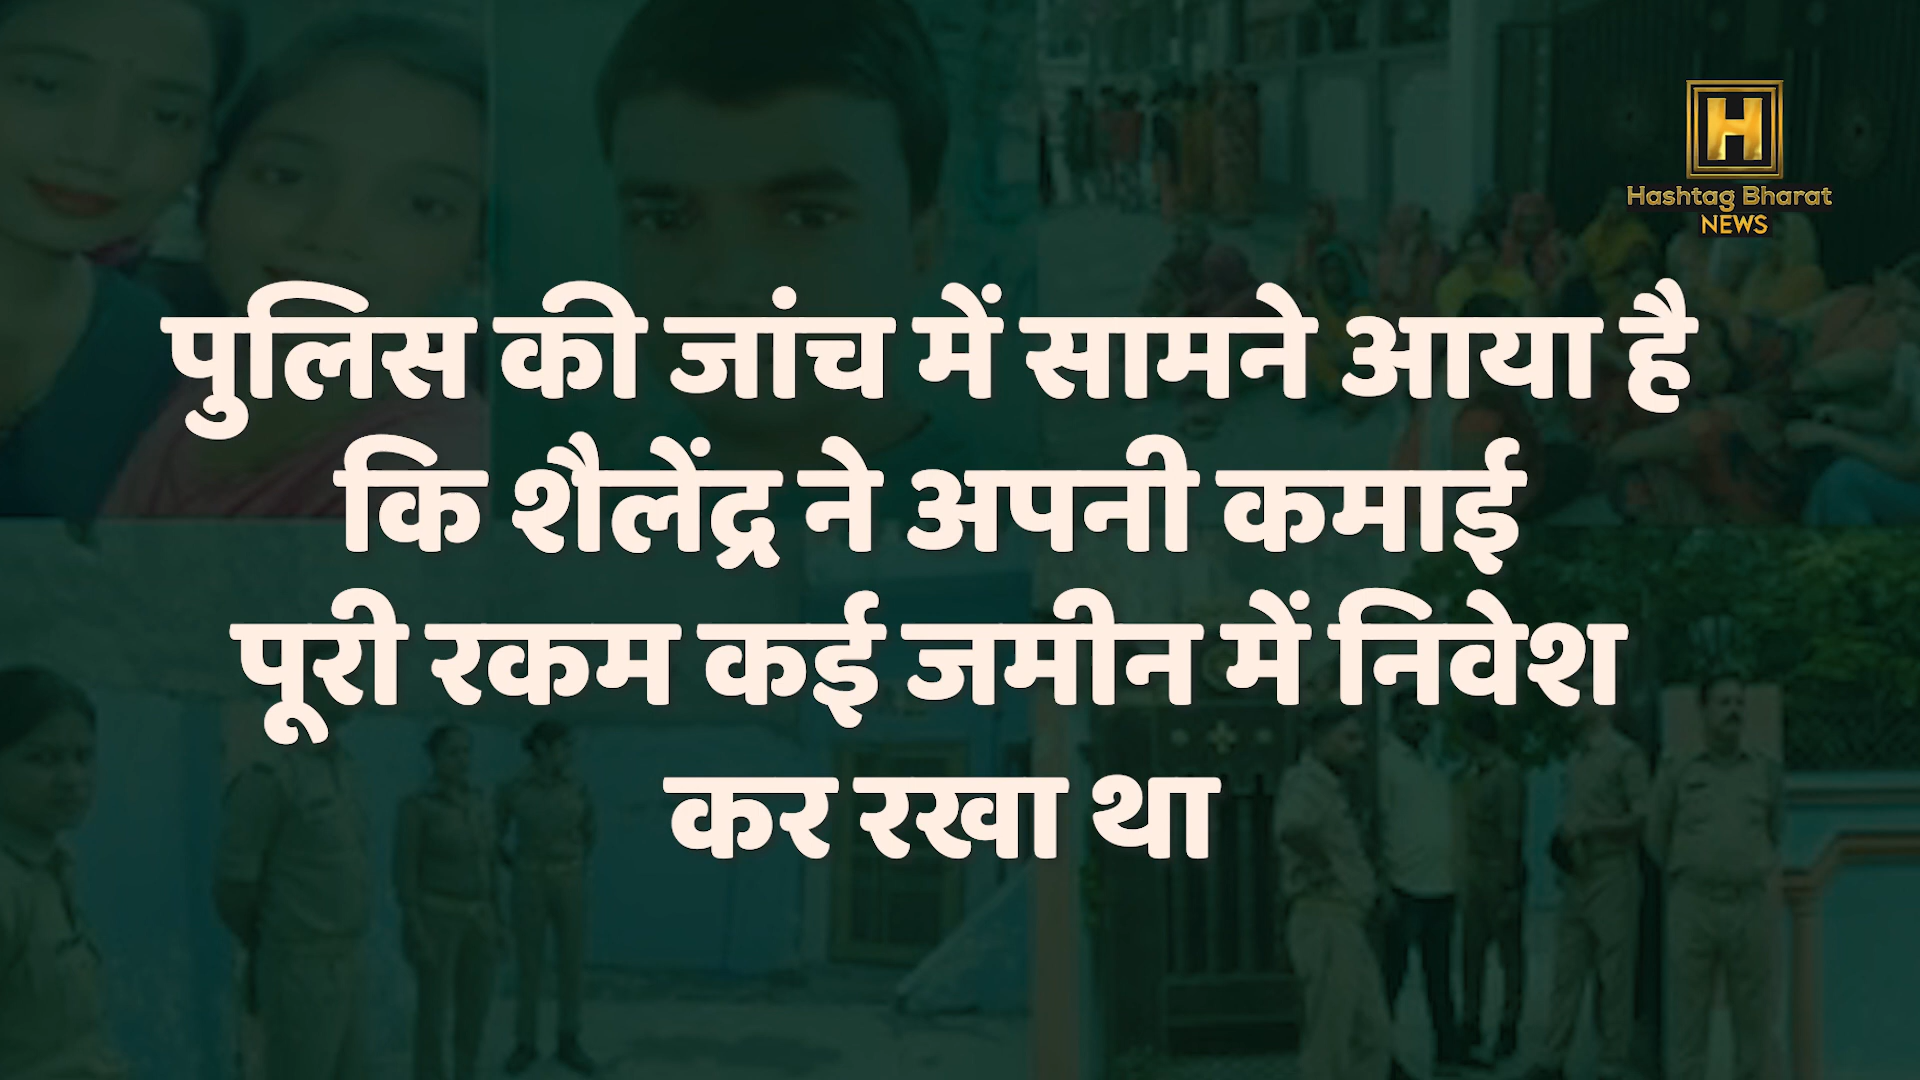 H
Hashtag Bharat
NEWS
पुलिस की जांच में सामने आया है
कि शैलेंद्र ने अपनी कमाई
पूरी रकम कई जमीन में निवेश
कर रखा था